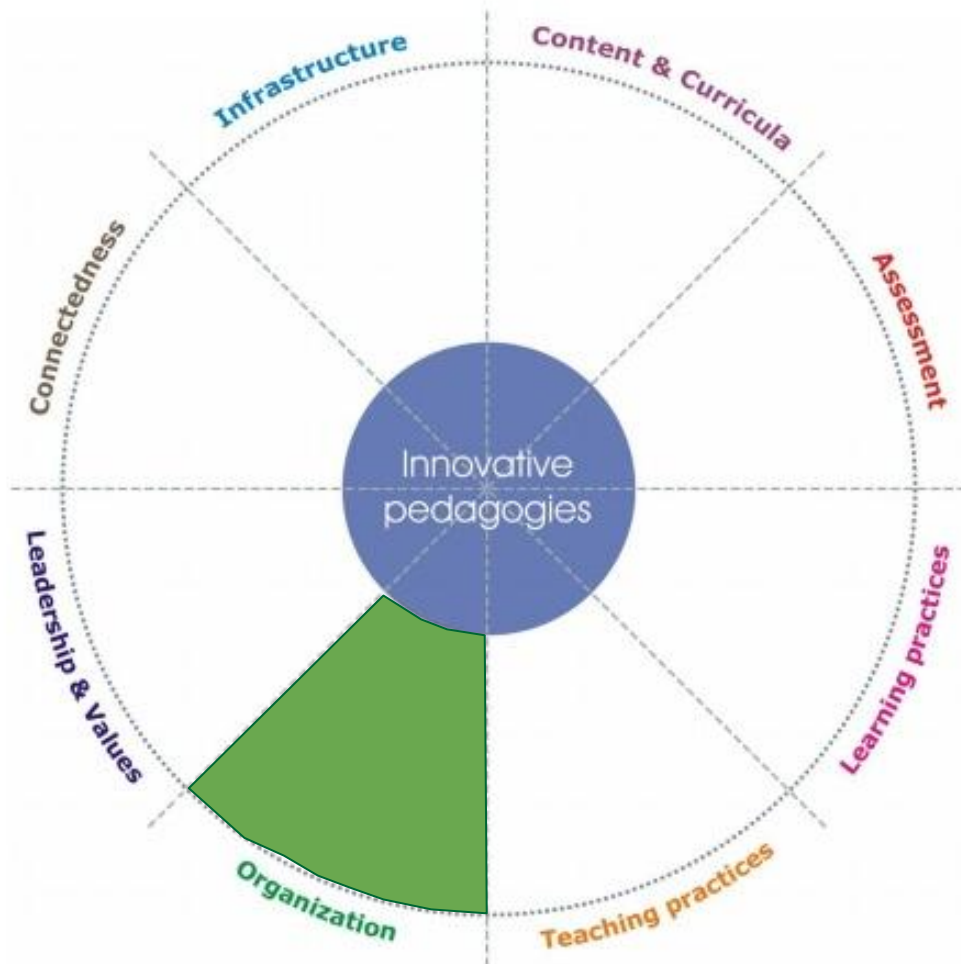 Infrastructure
Content & Curricula
Connectedness
Assessment
Innovative
pedagogies
Leadership & Values
Learning practices
Organization
Teaching practices